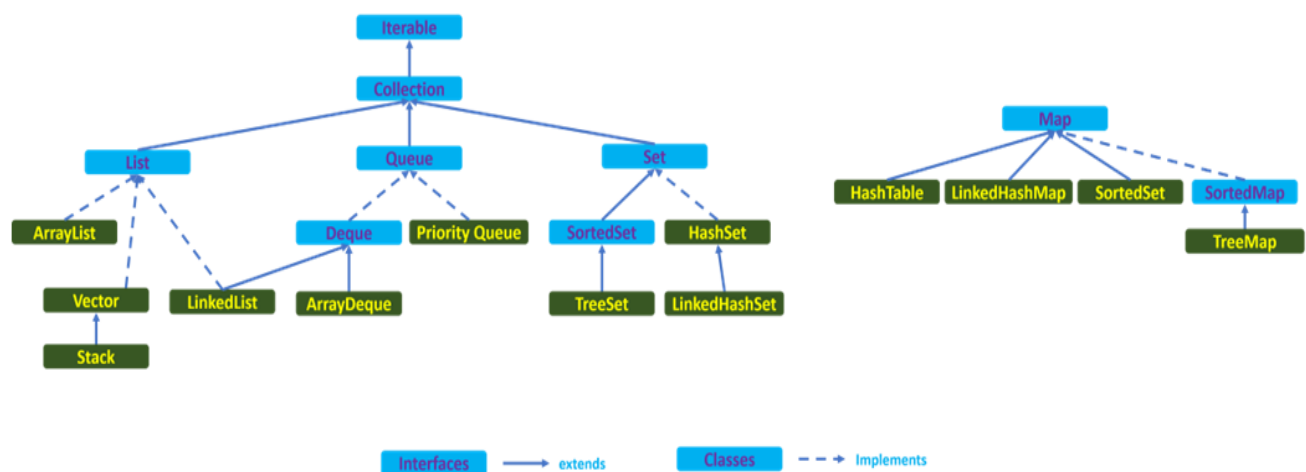 Iterable
Collection
Map
List
Queue
Set
HashTable
LinkedHashMap
SortedSet
SortedMap
ArrayList
Deque
Priority Queue
SortedSet
HashSet
TreeMap
Vector
LinkedList
ArrayDeque
TreeSet
LinkedHashSet
Stack
Interfaces
extends
Classes
Implements